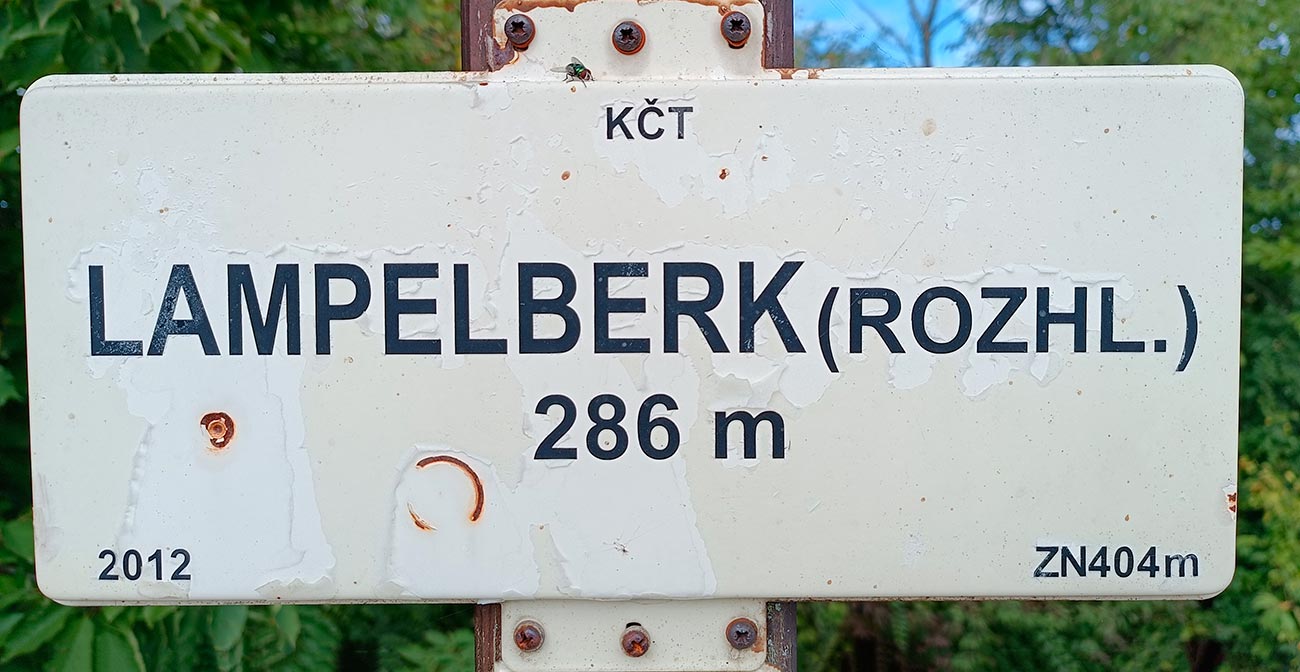 KČT
LAMPELBERK (ROZHL.)
286 m
2012 ZN404m